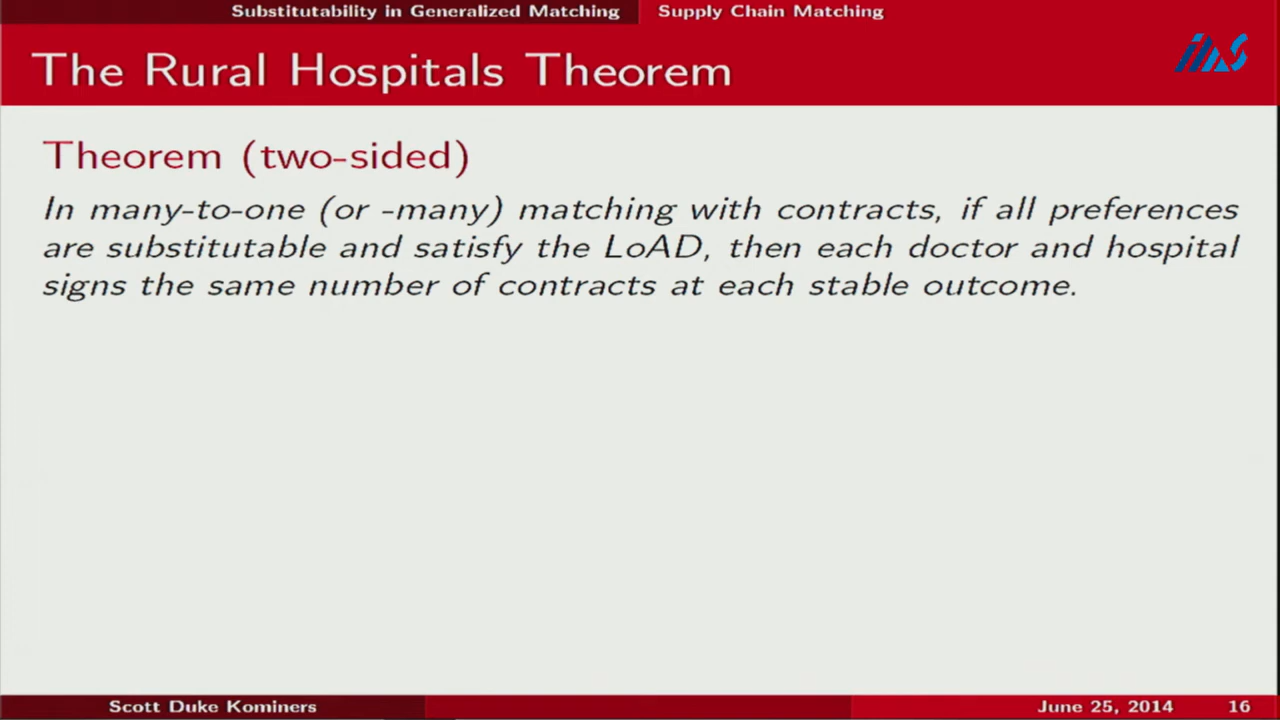 Substitutability in Generalized Matching Supply Chain Matching
The Rural Hospitals Theorem
IMS
Theorem (two-sided)
In many-to-one (or -many) matching with contracts, if all preferences
are substitutable and satisfy the LoAD, then each doctor and hospital
signs the same number of contracts at each stable outcome.
Scott Duke Kominers June 25, 2014 16